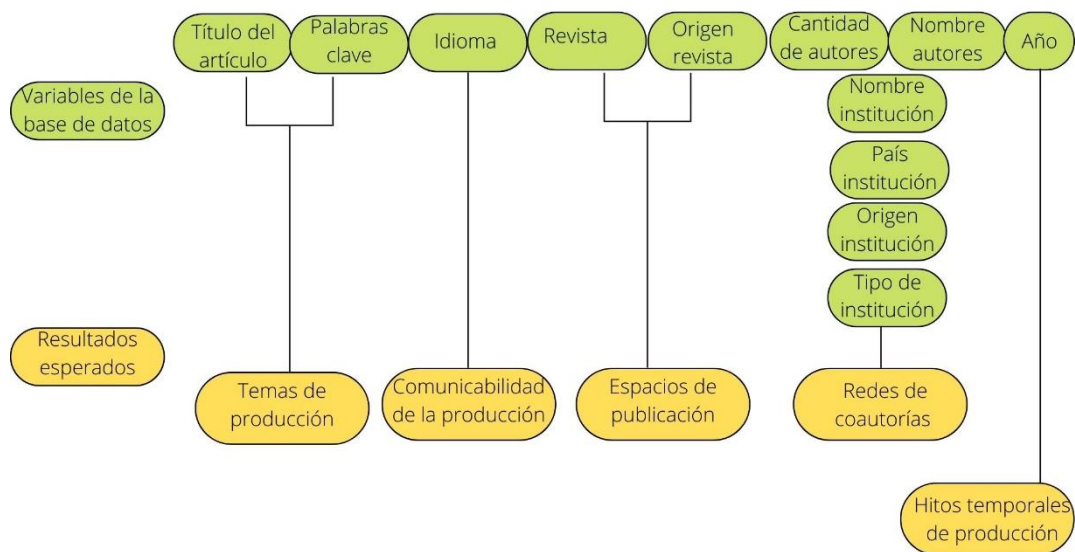 Título del
artículo
Palabras
clave
Idioma
Revista
Origen
revista
Cantidad
de autores
Nombre
autores
Año
Variables de la
base de datos
Nombre
institución
País
institución
Origen
institución
Tipo de
institución
Resultados
esperados
Temas de
producción
Comunicabilidad
de la producción
Espacios de
publicación
Redes de
coautorías
Hitos temporales
de producción